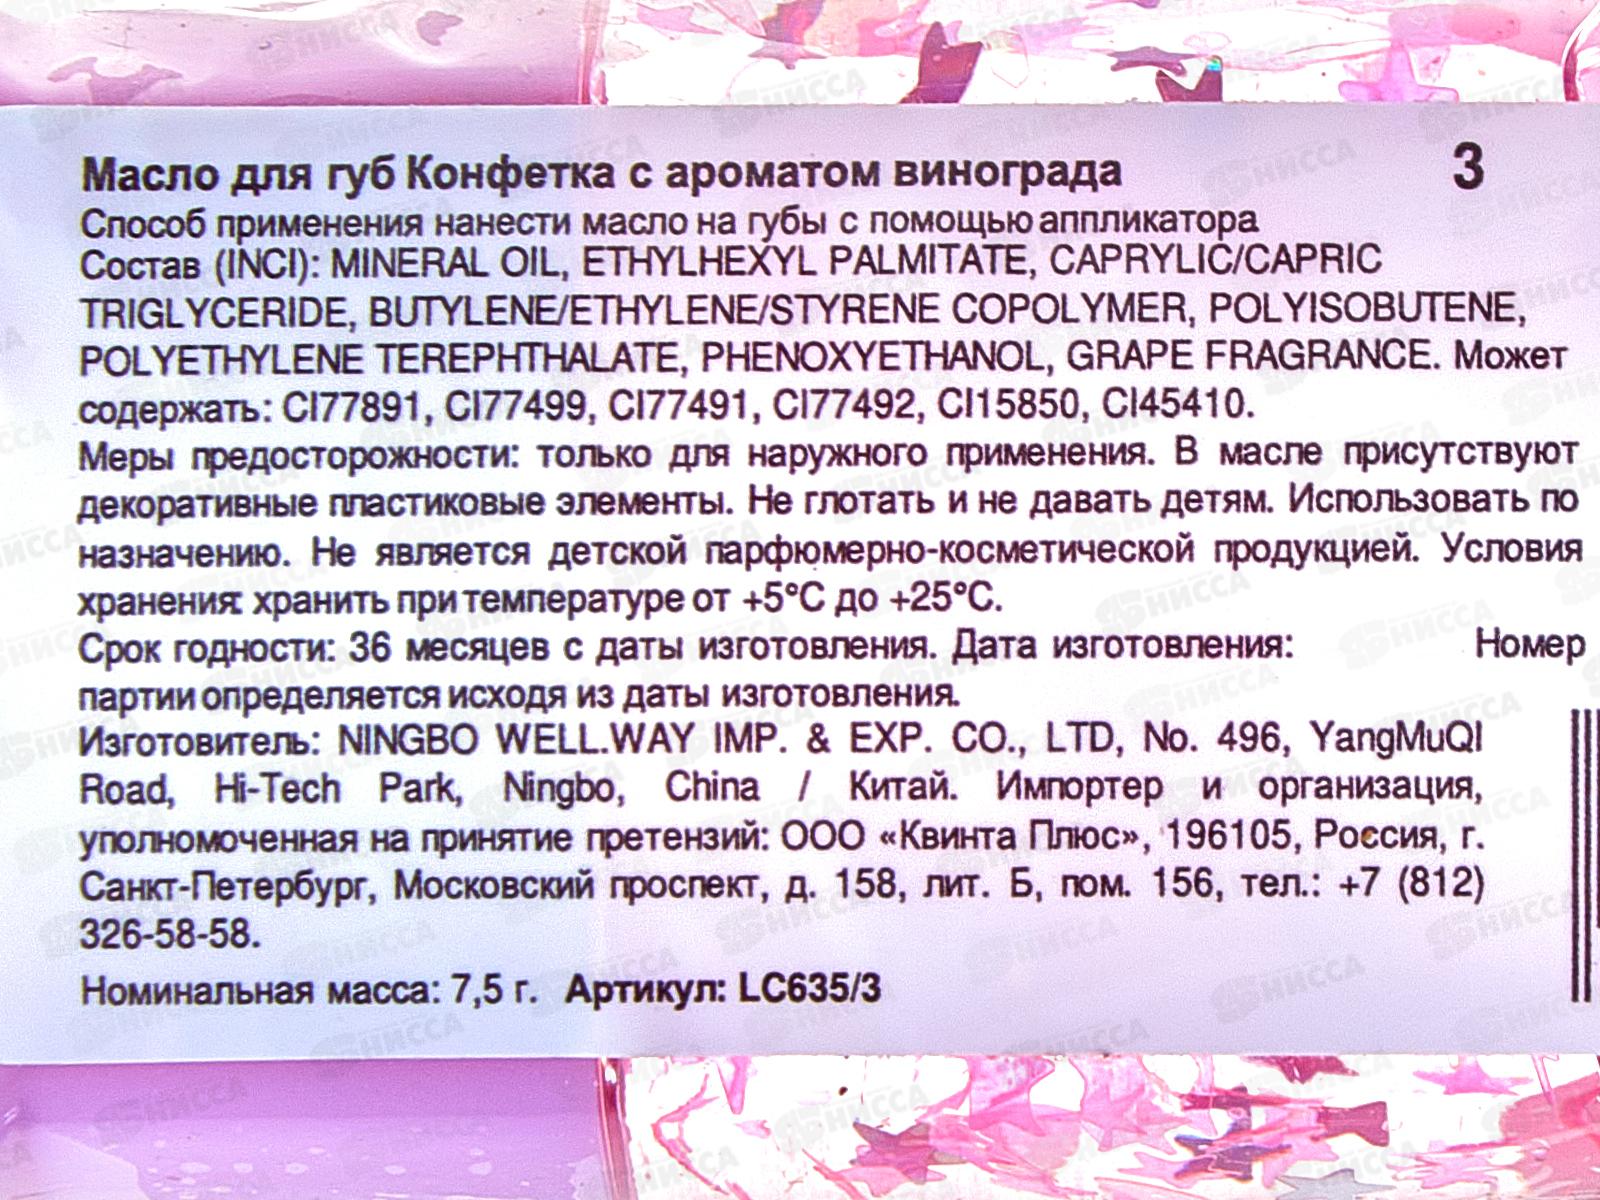 Масло для губ Конфетка с ароматом винограда 3
Способ применения нанести масло на губы с помощью аппликатора
Состав (INCI): MINERAL OIL, ETHYLHEXYL PALMITATE, CAPRYLIC/CAPRIC
TRIGLYCERIDE, BUTYLENE/ETHYLENE/STYRENE COPOLYMER, POLYISOBUTENE,
POLYETHYLENE TEREPHTHALATE, PHENOXYETHANOL, GRAPE FRAGRANCE. Может
содержать: CI77891, CI77499, CI77491, CI77492, CI15850, CI45410.
Меры предосторожности: только для наружного применения. В масле присутствуют
декоративные пластиковые элементы. Не глотать и не давать детям. Использовать по
назначению. Не является детской парфюмерно-косметической продукцией. Условия
хранения: хранить при температуре от +5°С до +25°С.
Срок годности: 36 месяцев с даты изготовления. Дата изготовления: Номер
партии определяется исходя из даты изготовления.
Изготовитель: NINGBO WELL.WAY IMP. & EXP. CO., LTD, No. 496, YangMuQI
Road, Hi-Tech Park, Ningbo, China / Китай. Импортер и организация,
уполномоченная на принятие претензий: ООО «Квинта Плюс», 196105, Россия, г.
Санкт-Петербург, Московский проспект, д. 158, лит. Б, пом. 156, тел.: +7 (812)
326-58-58.
Номинальная масса: 7,5 г. Артикул: LC635/3